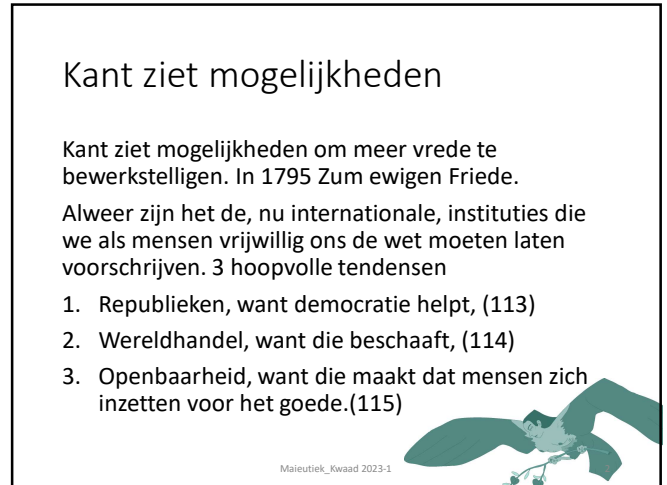 Kant ziet mogelijkheden
Kant ziet mogelijkheden om meer vrede te
bewerkstelligen. In 1795 Zum ewigen Friede.
Alweer zijn het de, nu internationale, instituties die
we als mensen vrijwillig ons de wet moeten laten
voorschrijven. 3 hoopvolle tendensen
1. Republieken, want democratie helpt, (113)
2. Wereldhandel, want die beschaaft, (114)
3. Openbaarheid, want die maakt dat mensen zich
inzetten voor het goede.(115)
Maieutiek_Kwaad 2023-1
2